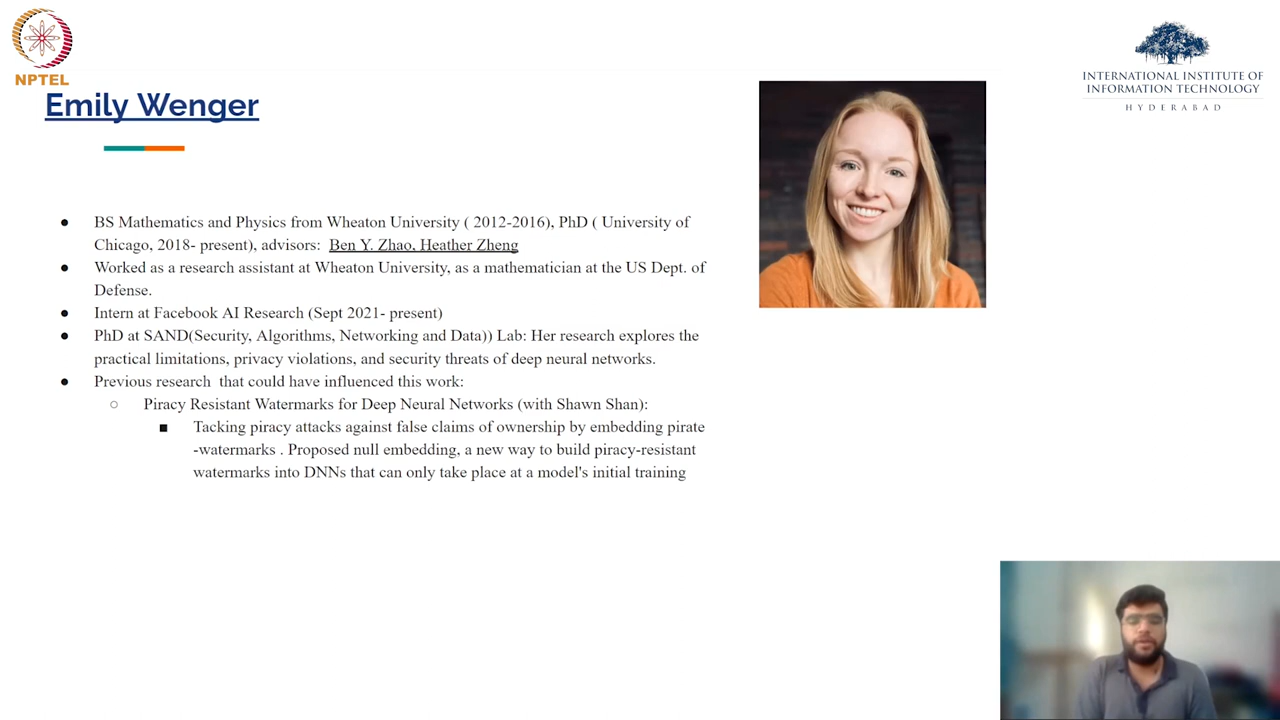 NPTEL
INTERNATIONAL INSTITUTE OF
INFORMATION TECHNOLOGY
HYDERABAD
Emily Wenger
● BS Mathematics and Physics from Wheaton University ( 2012-2016), PhD ( University of
Chicago, 2018- present), advisors: Ben Y. Zhao, Heather Zheng
● Worked as a research assistant at Wheaton University, as a mathematician at the US Dept. of
Defense.
● Intern at Facebook AI Research (Sept 2021- present)
● PhD at SAND(Security, Algorithms, Networking and Data)) Lab: Her research explores the
practical limitations, privacy violations, and security threats of deep neural networks.
● Previous research that could have influenced this work:
○ Piracy Resistant Watermarks for Deep Neural Networks (with Shawn Shan):
■ Tacking piracy attacks against false claims of ownership by embedding pirate
-watermarks . Proposed null embedding, a new way to build piracy-resistant
watermarks into DNNs that can only take place at a model's initial training